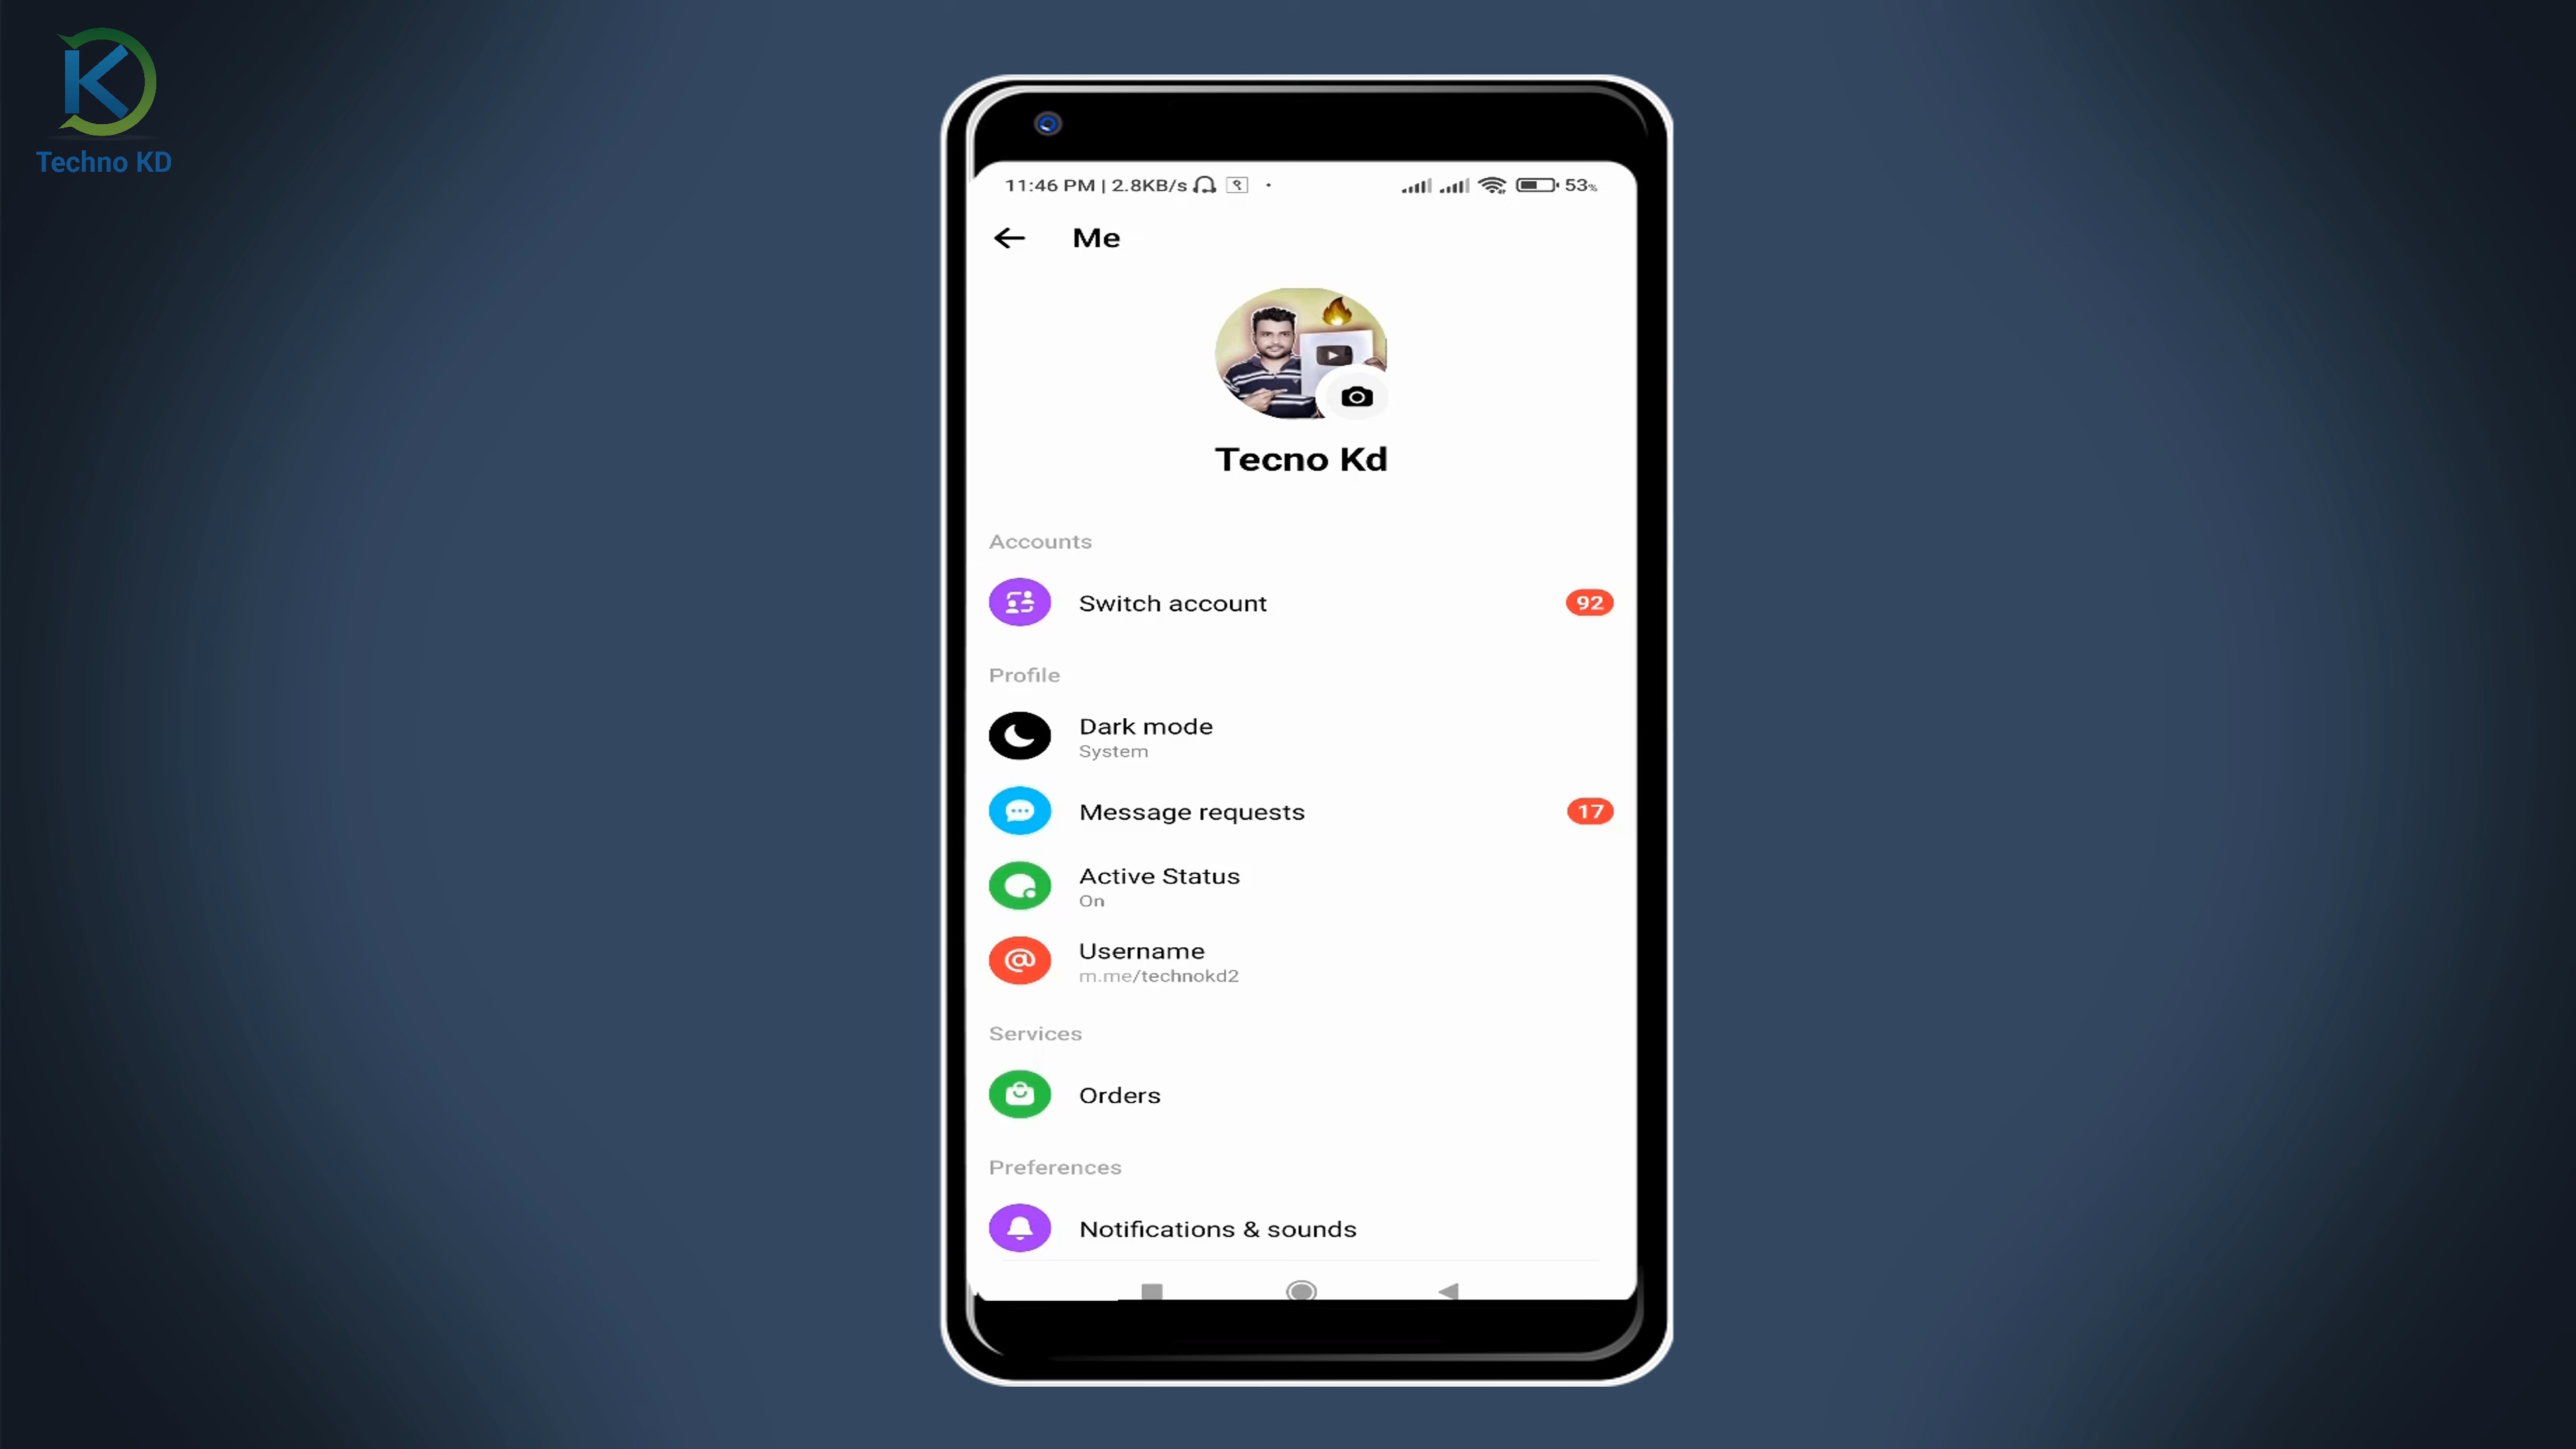 Techno KD
11:46 PM | 2.8KB/s
53%
Me
Tecno Kd
Accounts
Switch account
92
Profile
Dark mode
System
Message requests
17
Active Status
On
Username
m.me/technokd2
Services
Orders
Preferences
Notifications & sounds